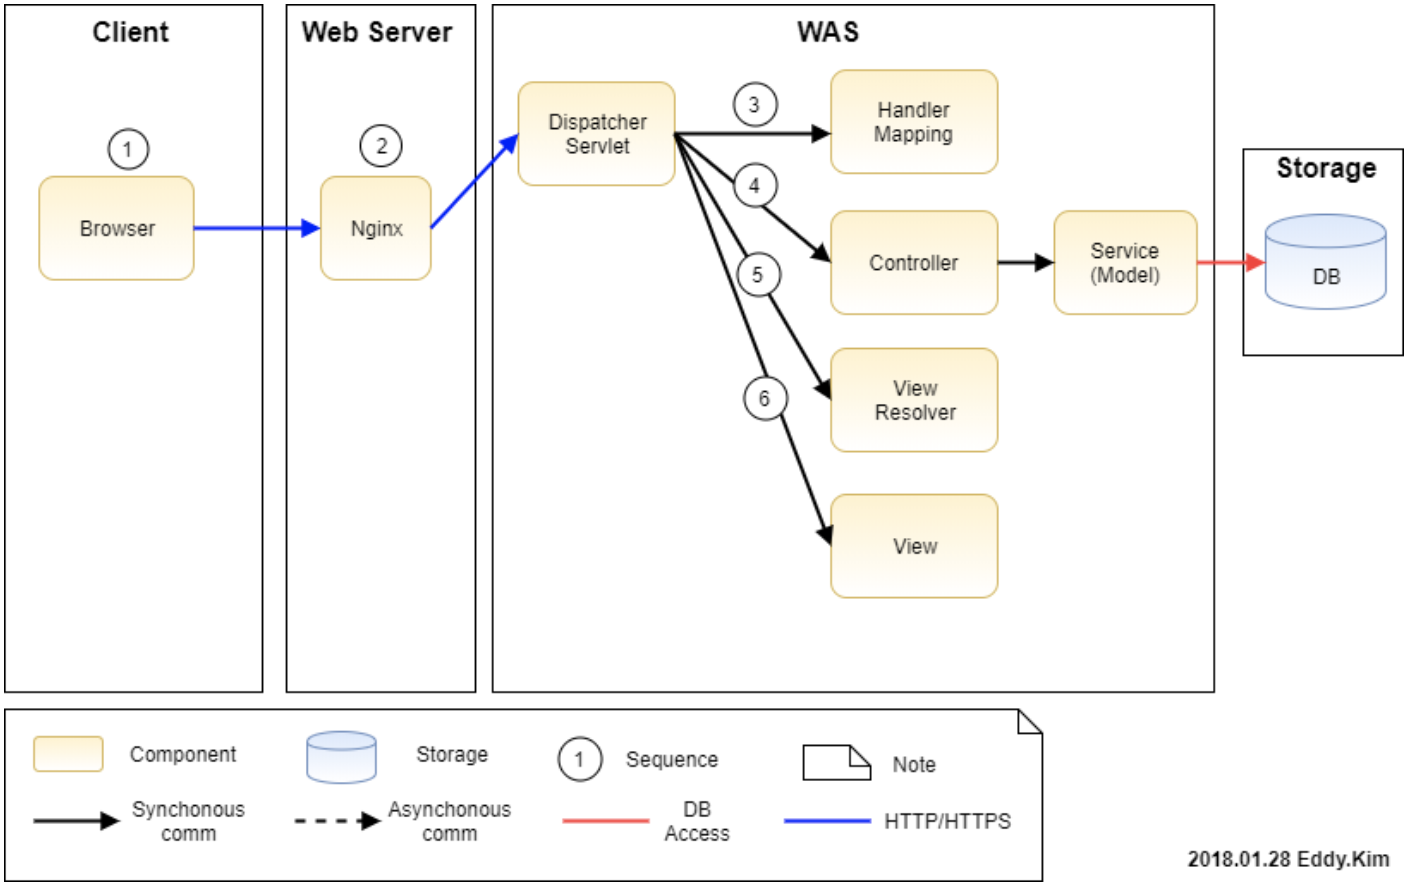 Client
Web Server
WAS
Storage
1
Browser
2
Nginx
Dispatcher
Servlet
3
Handler
Mapping
4
Controller
Service
(Model)
DB
5
View
Resolver
6
View
Component
Storage
1
Sequence
Note
Synchonous
comm
Asynchonous
comm
DB
Access
HTTP/HTTPS
2018.01.28 Eddy.Kim